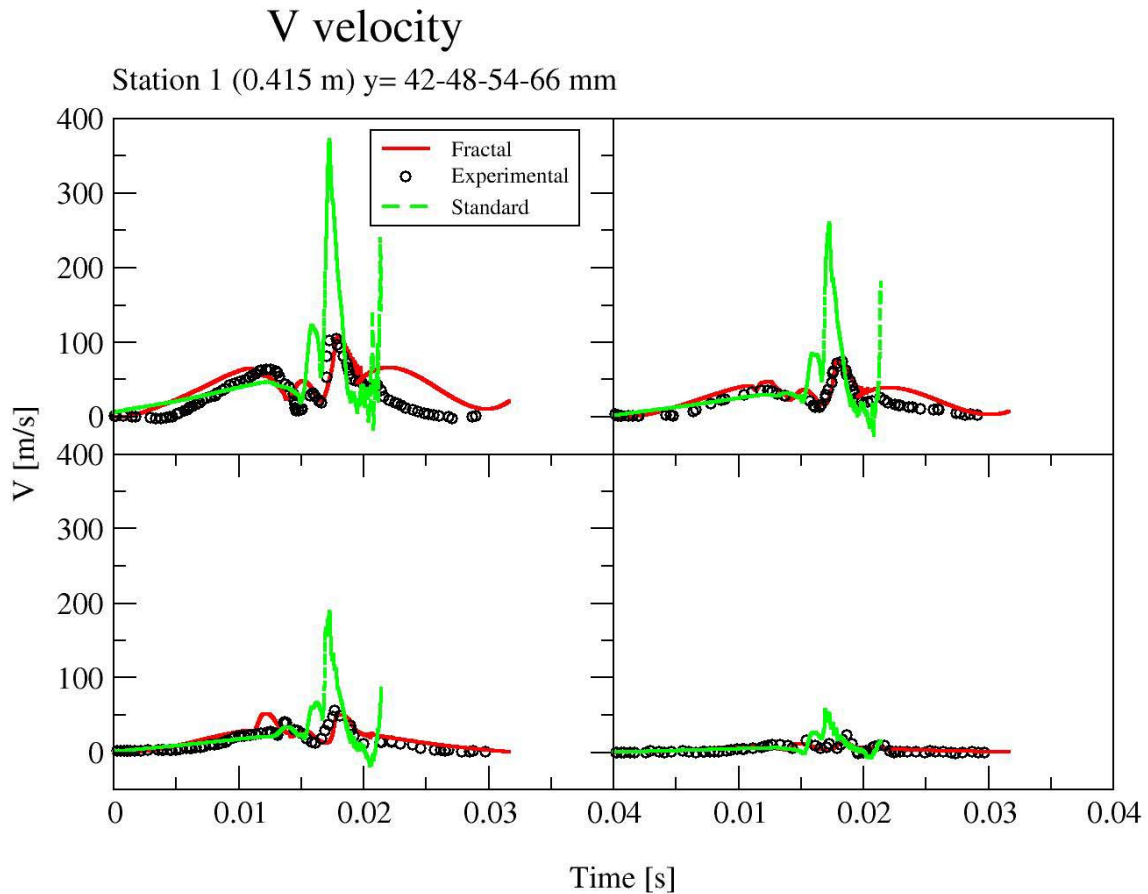 V velocity
Station 1 (0.415 m) y= 42-48-54-66 mm
400
300
200
100
0
Fractal
Experimental
Standard
300
200
100
0
V [m/s]
0 0.01 0.02 0.03 0.04 0.01 0.02 0.03 0.04
Time [s]